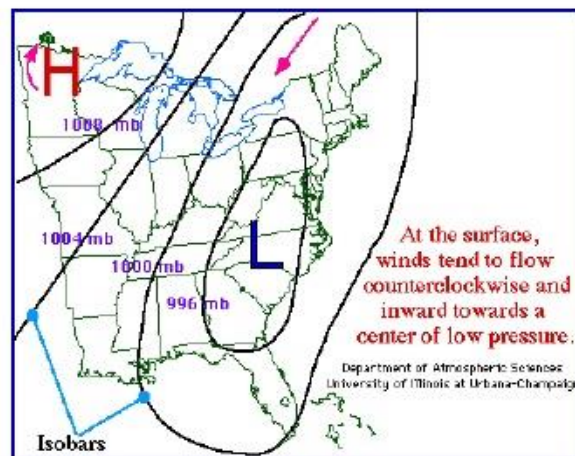 H
1008 mb
1004 mb
1000 mb
996 mb
L
At the surface,
winds tend to flow
counterclockwise and
inward towards a
center of low pressure.
Department of Atmospheric Sciences
University of Illinois at Urbana-Champaign
Isobars